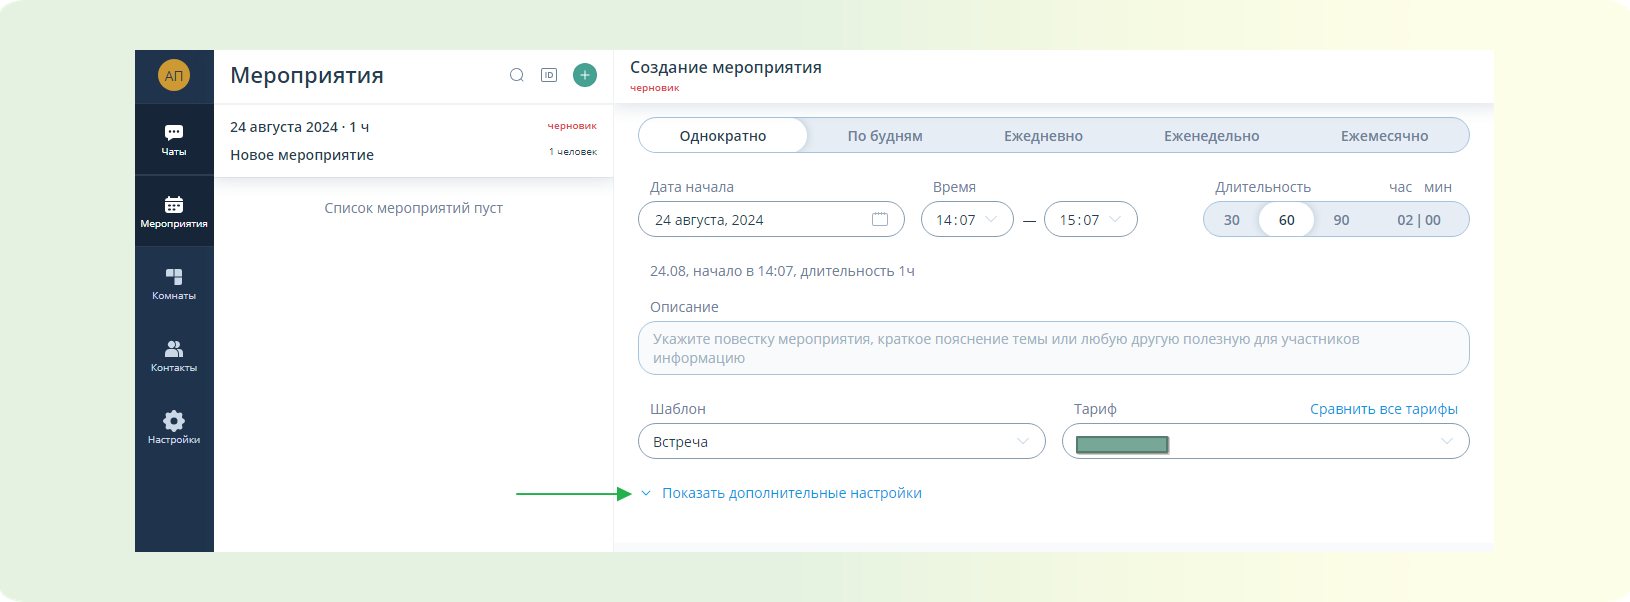 АП
Чаты
Мероприятия
Комнаты
Контакты
Настройки
Мероприятия
ID
24 августа 2024 · 1 ч
черновик
Новое мероприятие
1 человек
Список мероприятий пуст
Создание мероприятия
черновик
Однократно По будням Ежедневно Еженедельно Ежемесячно
Дата начала Время Длительность час мин
24 августа, 2024 14:07 — 15:07 30 60 90 02 | 00
24.08, начало в 14:07, длительность 1ч
Описание
Укажите повестку мероприятия, краткое пояснение темы или любую другую полезную для участников
информацию
Шаблон Тариф Сравнить все тарифы
Встреча
Показать дополнительные настройки